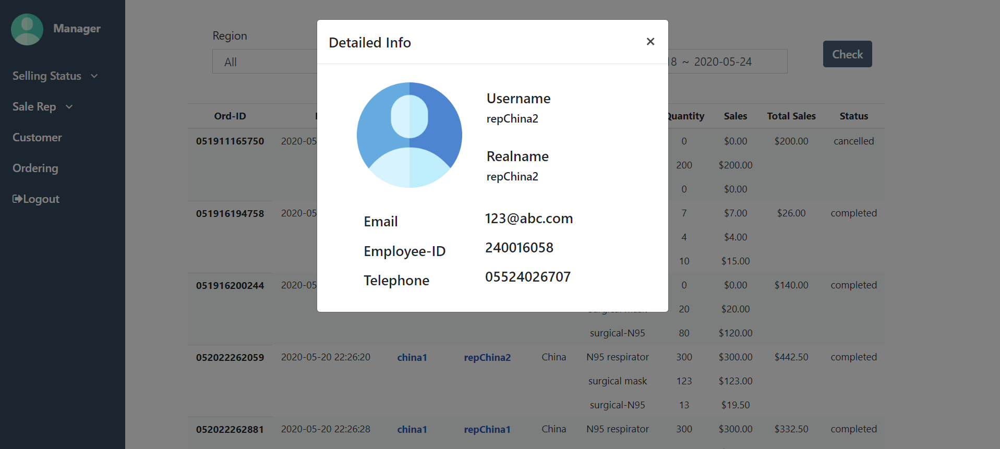 Manager
Selling Status
Sale Rep
Customer
Ordering
Logout
Region
All
18 ~ 2020-05-24
Check
Detailed Info
×
Username
repChina2
Realname
repChina2
Email 123@abc.com
Employee-ID 240016058
Telephone 05524026707
Ord-ID Quantity Sales Total Sales Status
051911165750 2020-05 0 $0.00 $200.00 cancelled
200 $200.00
0 $0.00
051916194758 2020-05 7 $7.00 $26.00 completed
4 $4.00
10 $15.00
051916200244 2020-05 0 $0.00 $140.00 completed
surgical mask 20 $20.00
surgical-N95 80 $120.00
052022262059 2020-05-20 22:26:20 china1 repChina2 China N95 respirator 300 $300.00 $442.50 completed
surgical mask 123 $123.00
surgical-N95 13 $19.50
052022262881 2020-05-20 22:26:28 china1 repChina1 China N95 respirator 300 $300.00 $332.50 completed